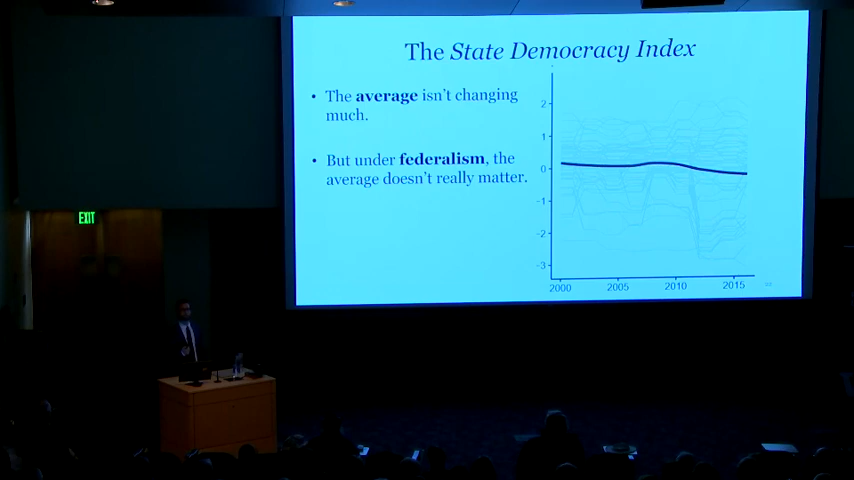 The State Democracy Index
• The average isn't changing
much.
• But under federalism, the
average doesn't really matter.
2
1
0
−1
−2
−3
2000 2005 2010 2015
EXIT